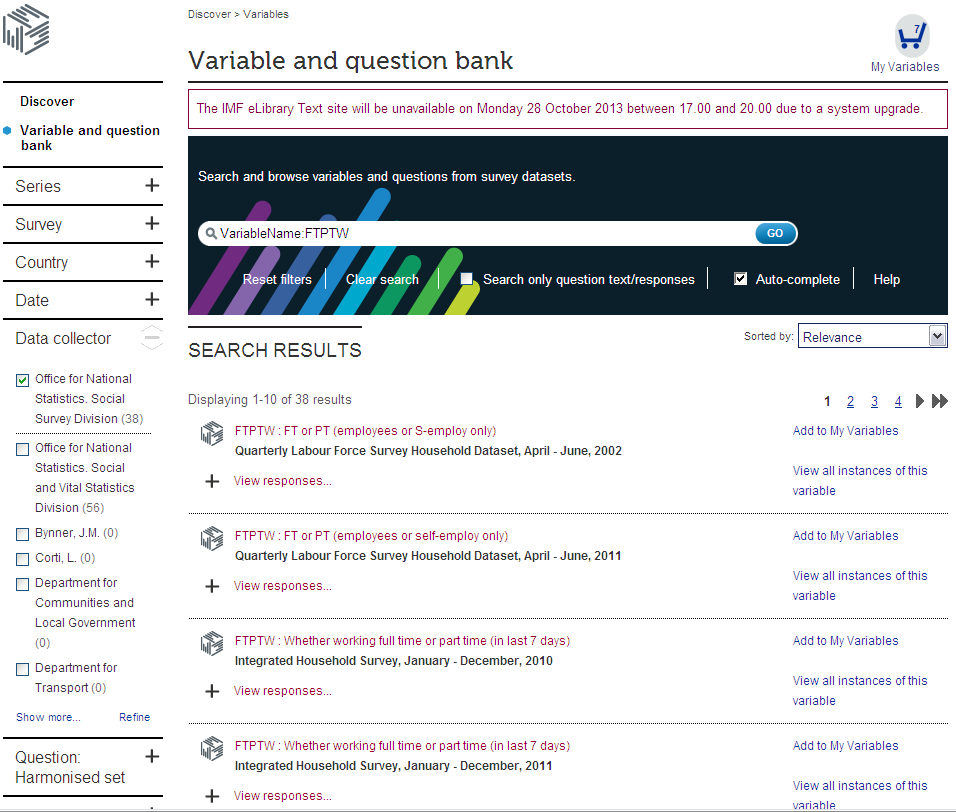 Discover > Variables
Variable and question bank
7
My Variables
Discover
Variable and question
bank
Series
Survey
Country
Date
Data collector
Office for National
Statistics. Social
Survey Division (38)
Office for National
Statistics. Social
and Vital Statistics
Division (56)
Bynner, J.M. (0)
Corti, L. (0)
Department for
Communities and
Local Government
(0)
Department for
Transport (0)
Show more...
Refine
Question:
Harmonised set
The IMF eLibrary Text site will be unavailable on Monday 28 October 2013 between 17.00 and 20.00 due to a system upgrade.
Search and browse variables and questions from survey datasets.
VariableName:FTPTW
GO
Reset filters
Clear search
Search only question text/responses
Auto-complete
Help
SEARCH RESULTS
Sorted by: Relevance
Displaying 1-10 of 38 results
1 2 3 4
FTPTW : FT or PT (employees or S-employ only)
Quarterly Labour Force Survey Household Dataset, April - June, 2002
View responses...
Add to My Variables
View all instances of this
variable
FTPTW : FT or PT (employees or self-employ only)
Quarterly Labour Force Survey Household Dataset, April - June, 2011
View responses...
Add to My Variables
View all instances of this
variable
FTPTW : Whether working full time or part time (in last 7 days)
Integrated Household Survey, January - December, 2010
View responses...
Add to My Variables
View all instances of this
variable
FTPTW : Whether working full time or part time (in last 7 days)
Integrated Household Survey, January - December, 2011
View responses...
Add to My Variables
View all instances of this
variable